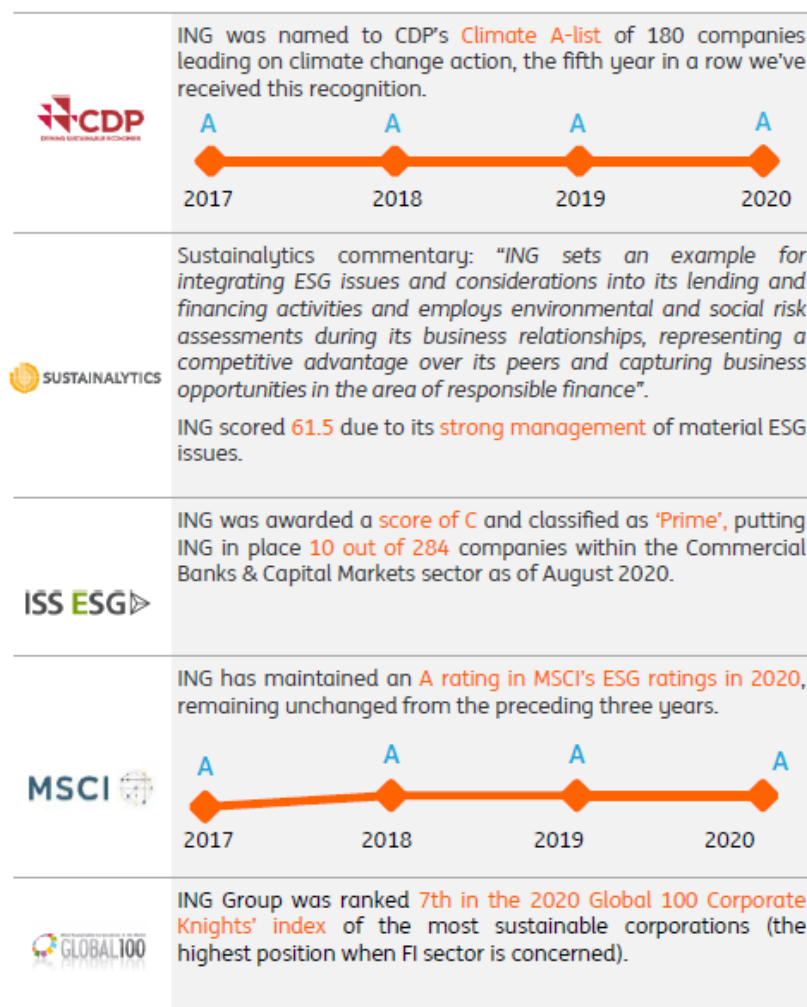 ING was named to CDP's Climate A-list of 180 companies
leading on climate change action, the fifth year in a row we've
received this recognition.
CDP
A A A A
2017 2018 2019 2020
Sustainalytics commentary: "ING sets an example for
integrating ESG issues and considerations into its lending and
financing activities and employs environmental and social risk
assessments during its business relationships, representing a
competitive advantage over its peers and capturing business
opportunities in the area of responsible finance".
SUSTAINALYTICS
ING scored 61.5 due to its strong management of material ESG
issues.
ING was awarded a score of C and classified as 'Prime', putting
ING in place 10 out of 284 companies within the Commercial
Banks & Capital Markets sector as of August 2020.
ISS ESG
ING has maintained an A rating in MSCI's ESG ratings in 2020,
remaining unchanged from the preceding three years.
MSCI
A A A A
2017 2018 2019 2020
ING Group was ranked 7th in the 2020 Global 100 Corporate
Knights' index of the most sustainable corporations (the
highest position when FI sector is concerned).
GLOBAL100